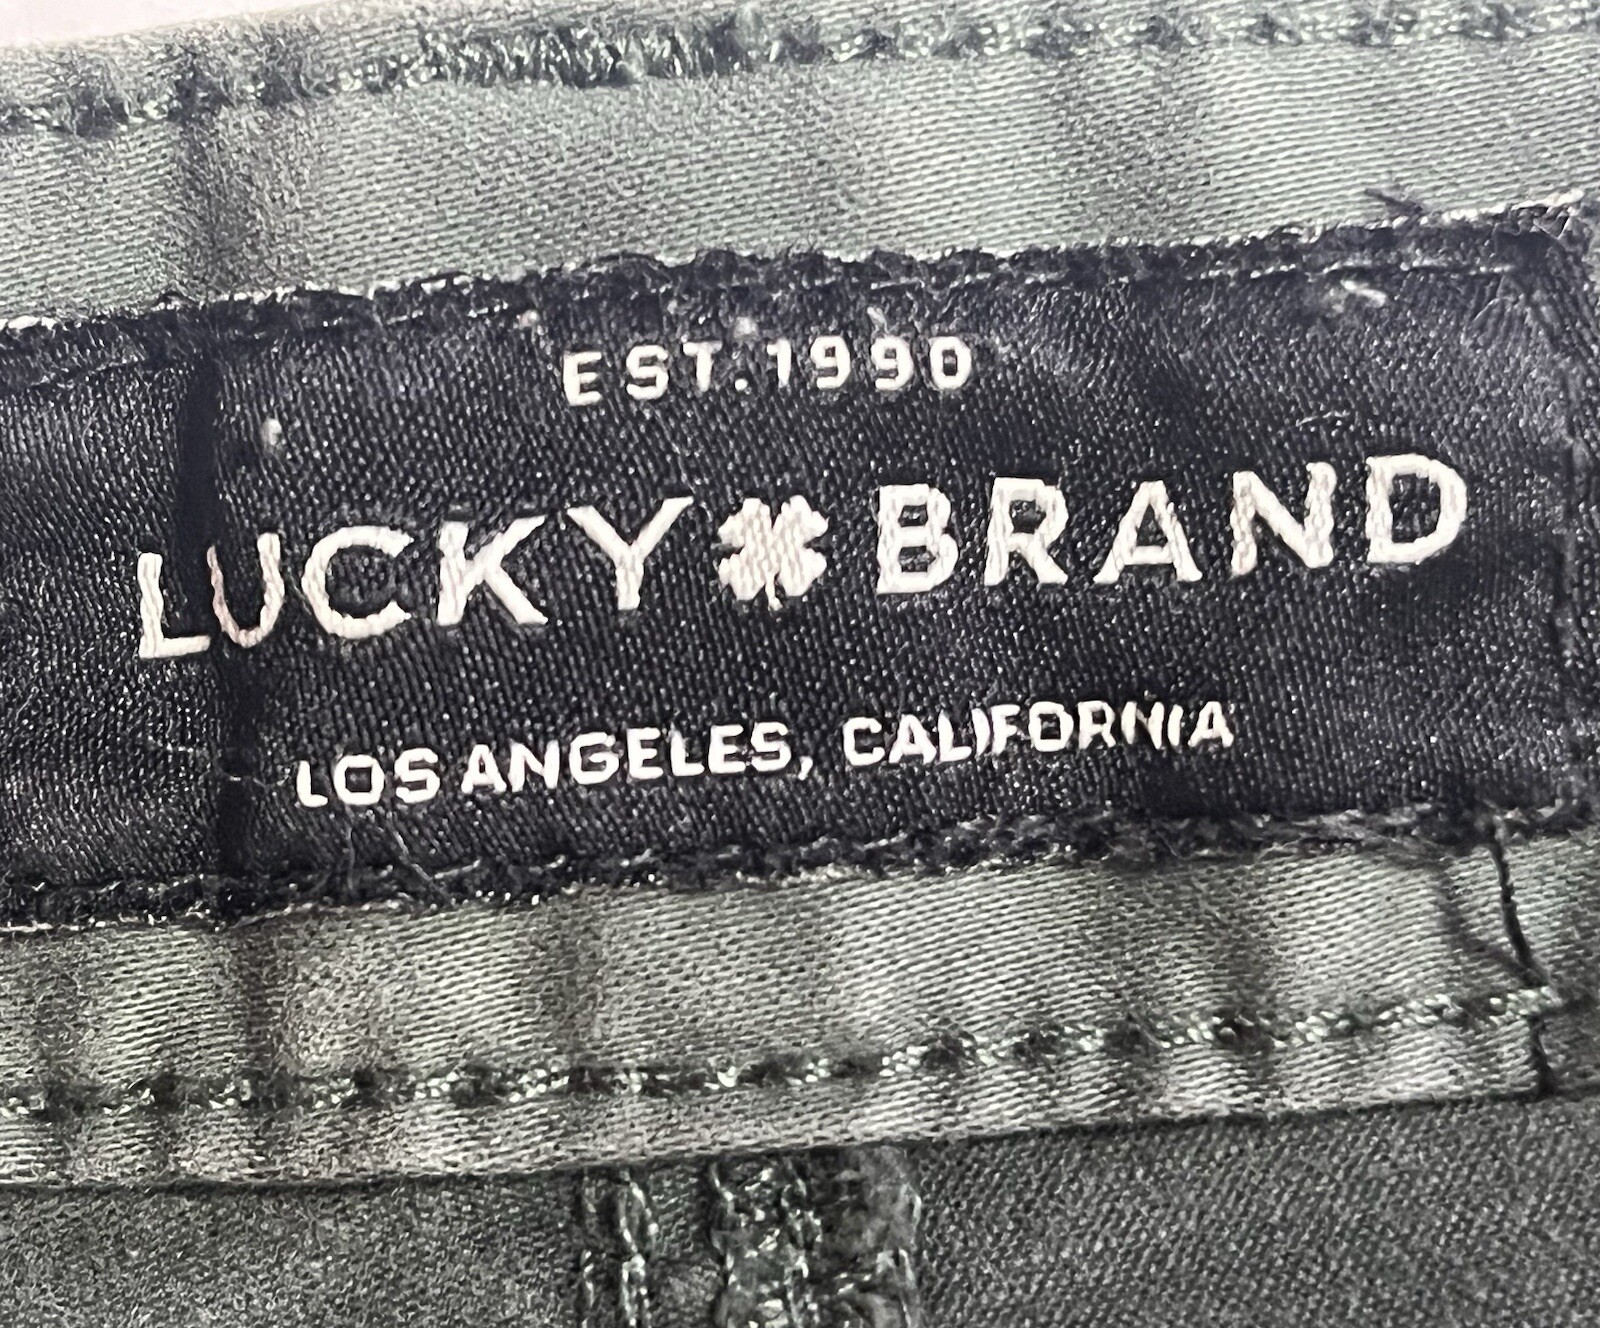 EST.1990
LUCKY BRAND
LOS ANGELES, CALIFORNIA